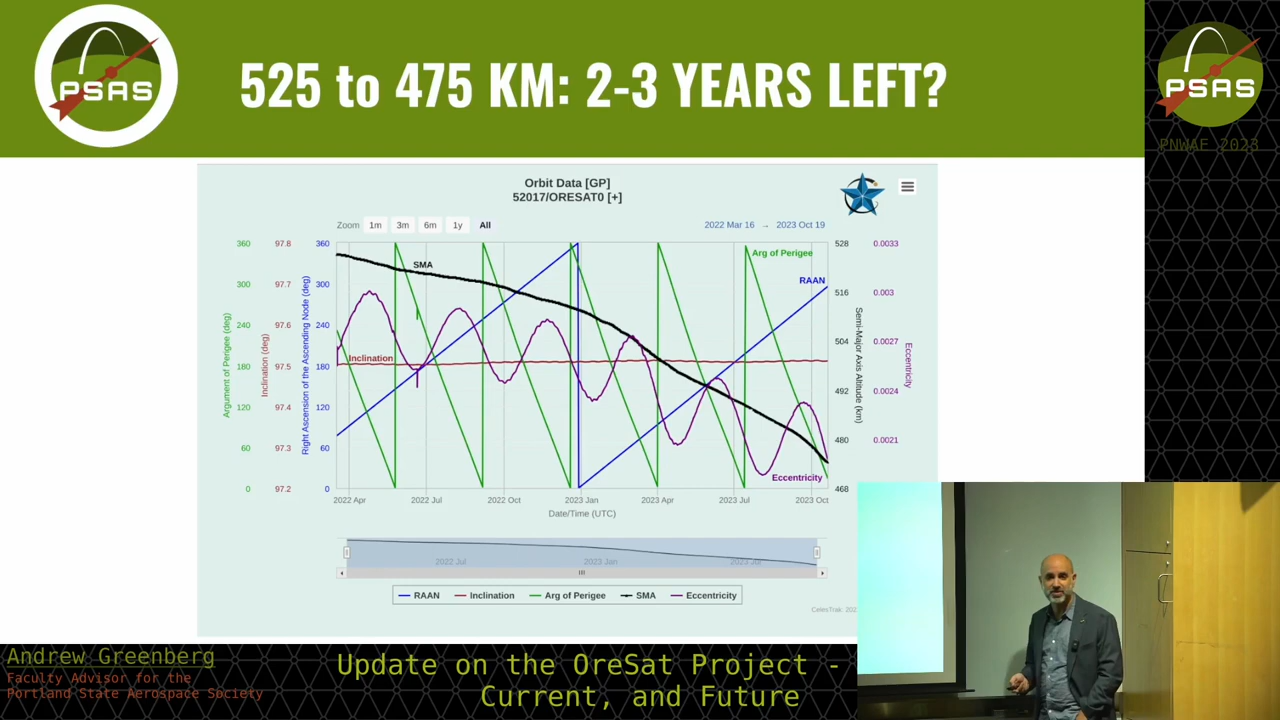 PSAS
525 to 475 KM: 2-3 YEARS LEFT?
PSAS
PNWAE 2023
Orbit Data [GP]
52017/ORESAT0 [+]
Zoom 1m 3m 6m 1y All
2022 Mar 16 → 2023 Oct 19
360 97.8 360 528 0.0033
300 97.7 300 516 0.003
240 97.6 240 504 0.0027
180 97.5 180 492 0.0024
120 97.4 120 480 0.0021
60 97.3 60
0 97.2 0 468
Argument of Perigee (deg)
Inclination (deg)
Right Ascension of the Ascending Node (deg)
SMA
Arg of Perigee
RAAN
Inclination
Eccentricity
Semi-Major Axis Altitude (km)
Eccentricity
2022 Apr 2022 Jul 2022 Oct 2023 Jan 2023 Apr 2023 Jul 2023 Oct
Date/Time (UTC)
2022 Jul 2023 Jan 2023 Jul
RAAN Inclination Arg of Perigee SMA Eccentricity
CelesTrak
Andrew Greenberg
Faculty Advisor for the
Portland State Aerospace Society
Update on the OreSat Project -
Current, and Future